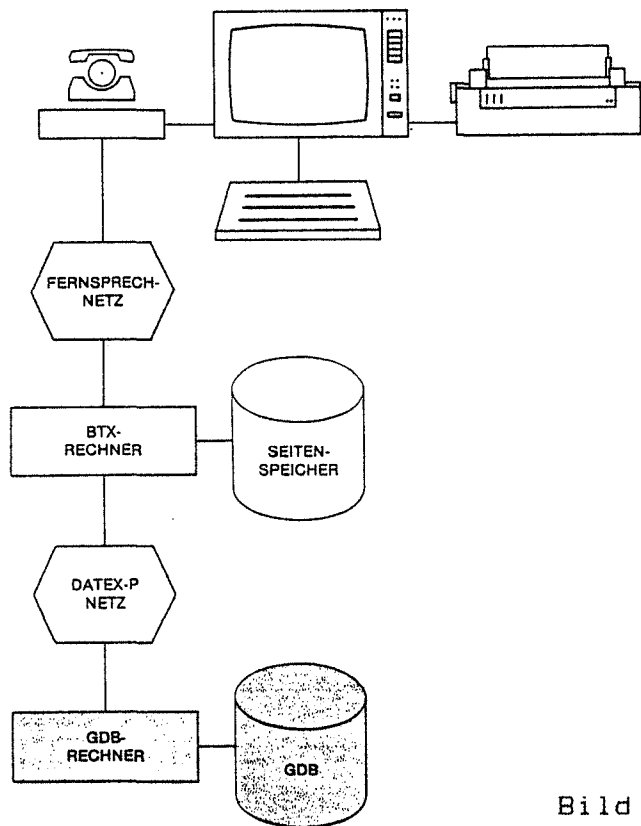 FERNSPRECH-
NETZ
BTX-
RECHNER
SEITEN-
SPEICHER
DATEX-P
NETZ
GDB-
RECHNER
GDB
Bild